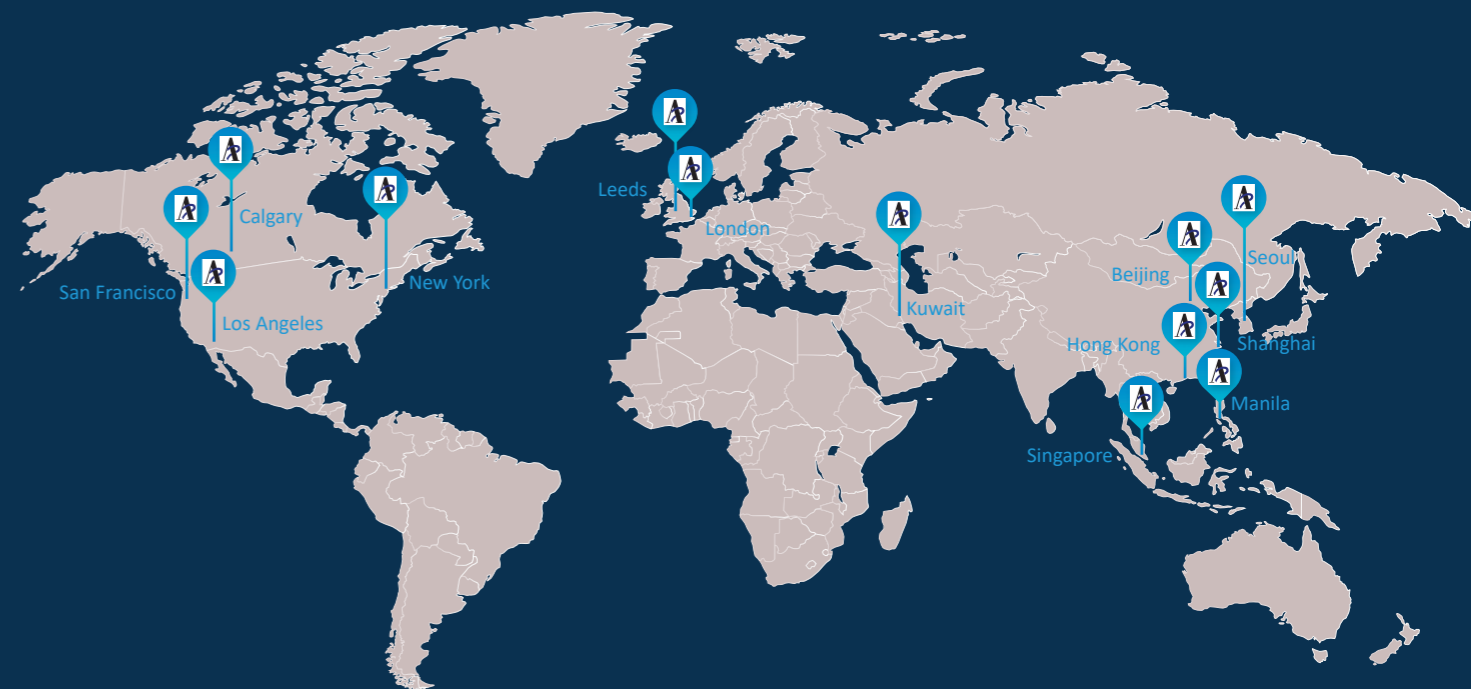 Leeds
Calgary
London
New York
San Francisco
Los Angeles
Seoul
Beijing
Kuwait
Hong Kong
Shanghai
Manila
Singapore